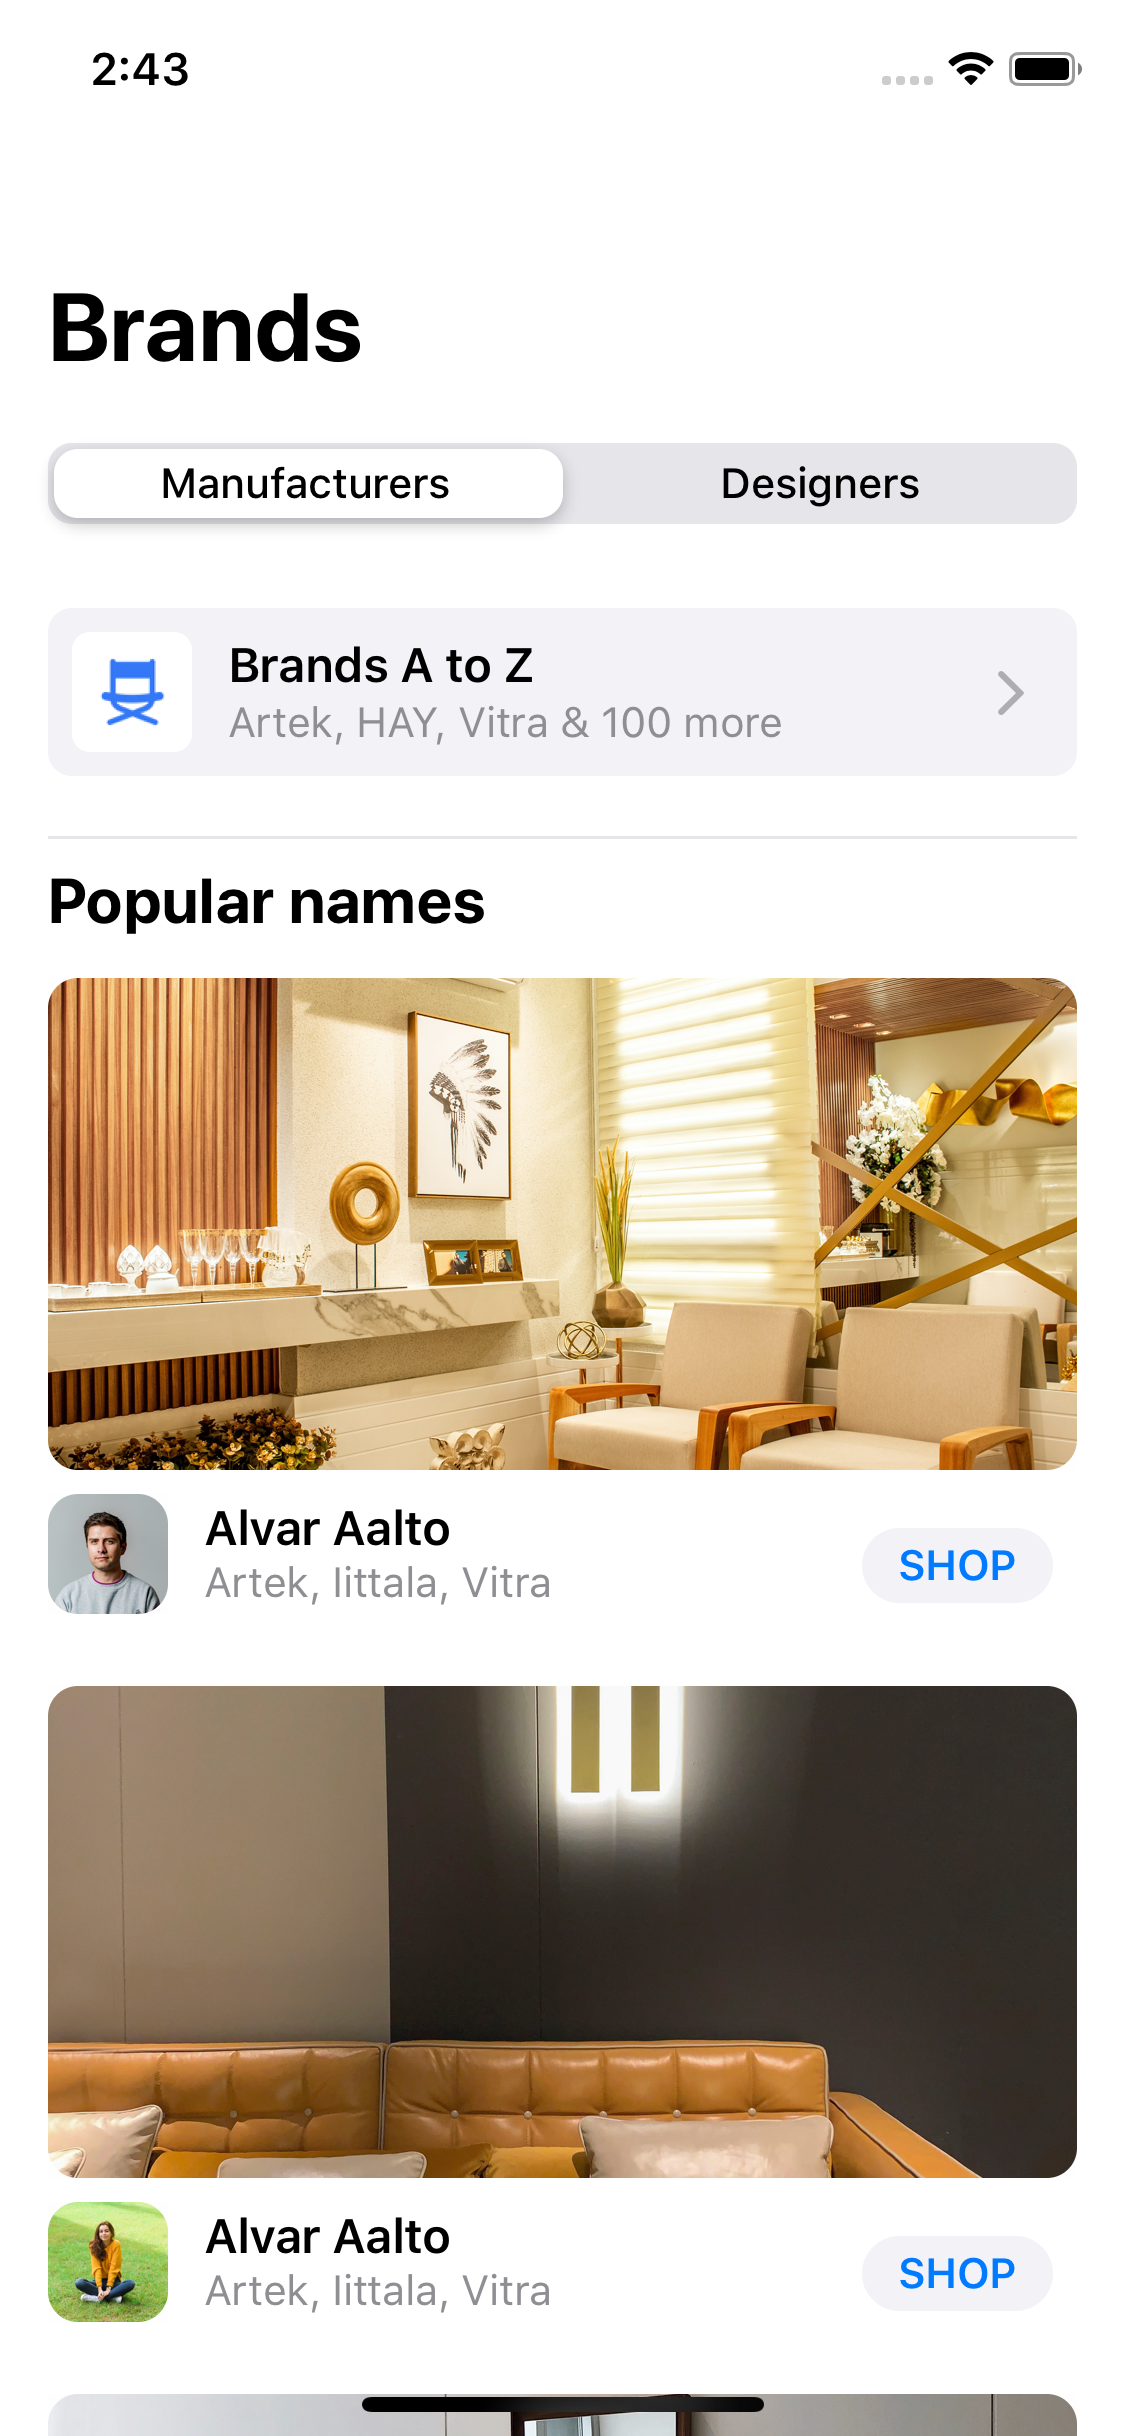 2:43
Brands
Manufacturers
Designers
Brands A to Z
Artek, HAY, Vitra & 100 more
Popular names
Alvar Aalto
Artek, Iittala, Vitra
SHOP
Alvar Aalto
Artek, Iittala, Vitra
SHOP